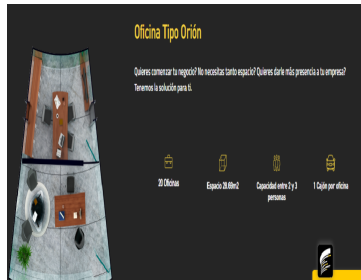 Oficina Tipo Orión
Quieres comenzar tu negocio? No necesitas tanto espacio? Quieres darle más presencia a tu empresa?
Tenemos la solución para ti.
20 Oficinas
Espacio 28.60m2
Capacidad entre 2 y 3
personas
1 Cajón por oficina